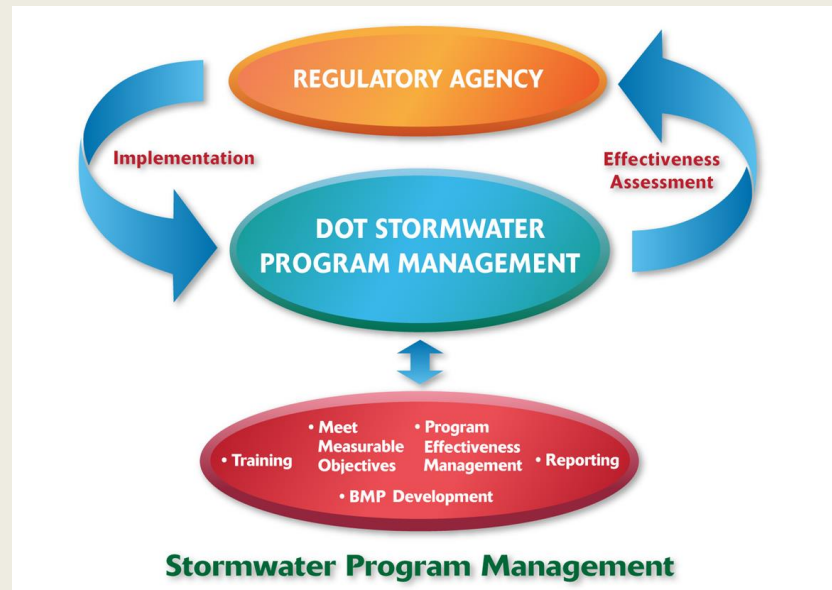 REGULATORY AGENCY
Implementation
Effectiveness
Assessment
DOT STORMWATER
PROGRAM MANAGEMENT
• Training
• Meet
Measurable
Objectives
• Program
Effectiveness
Management
• Reporting
• BMP Development
Stormwater Program Management